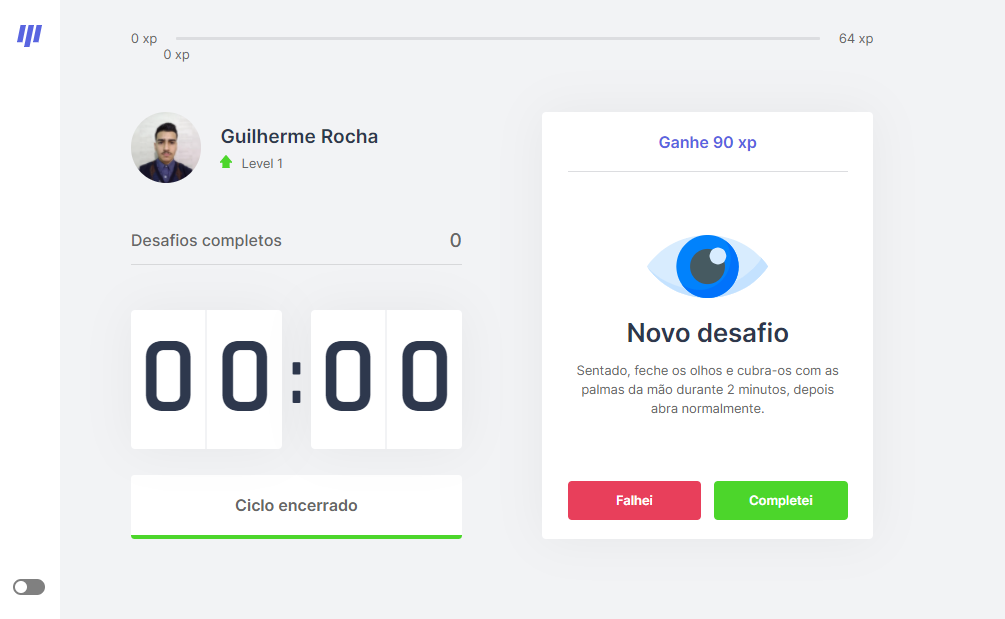 0 xp
64 xp
0 xp
Guilherme Rocha
Level 1
Desafios completos
0
00:00
Ciclo encerrado
Ganhe 90 xp
Novo desafio
Sentado, feche os olhos e cubra-os com as
palmas da mão durante 2 minutos, depois
abra normalmente.
Falhei
Completei